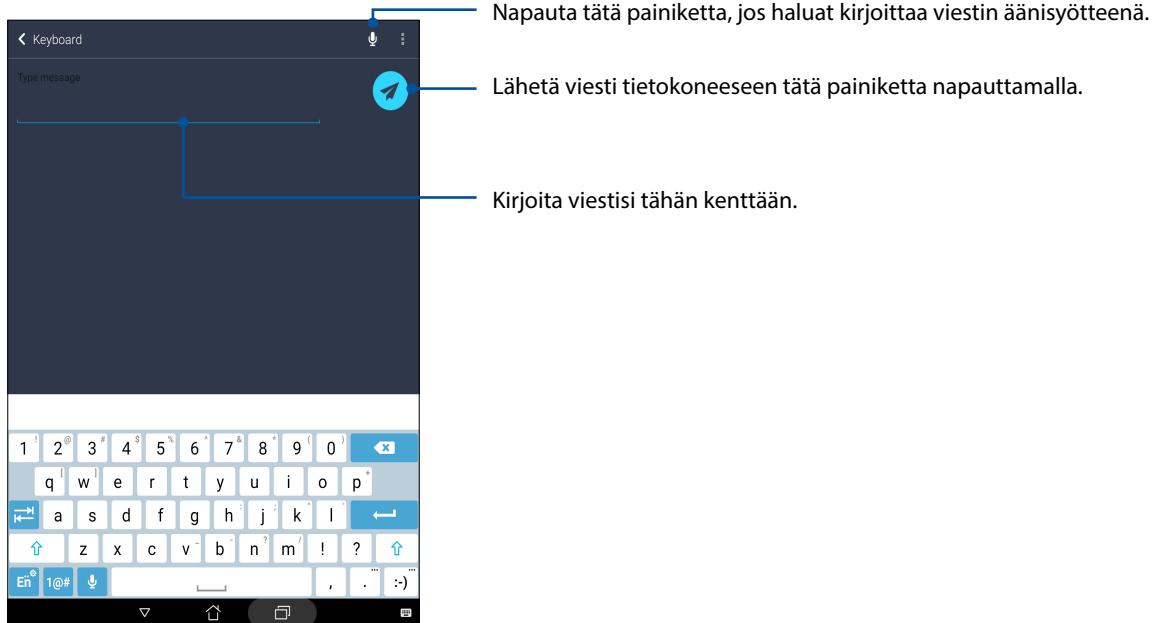 Napauta tätä painiketta, jos haluat kirjoittaa viestin äänisyötteenä.
Keyboard
Type message
Lähetä viesti tietokoneeseen tätä painiketta napauttamalla.
Kirjoita viestisi tähän kenttään.
1 ! 2 @ 3 # 4 $ 5 % 6 ^ 7 & 8 * 9 ( 0 )
q [ w ] e r t y u i o p +
a s d f g h : j ; k " l '
z x c v - b _ n " m / ! ? 
En 1@# , . ... :-) ...